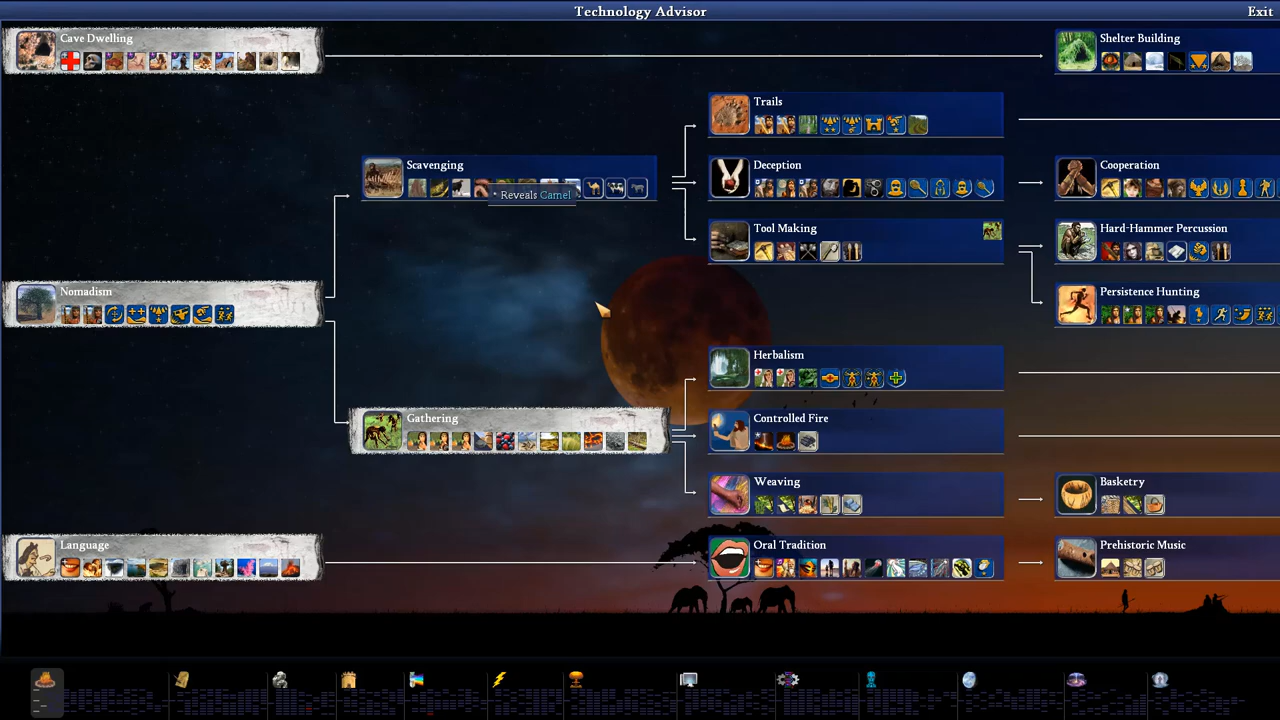 Technology Advisor
Exit
Cave Dwelling
Shelter Building
Trails
Scavenging
Deception
Cooperation
• Reveals Camel
Tool Making
Hard-Hammer Percussion
Nomadism
Persistence Hunting
Herbalism
Gathering
Controlled Fire
Weaving
Basketry
Language
Oral Tradition
Prehistoric Music